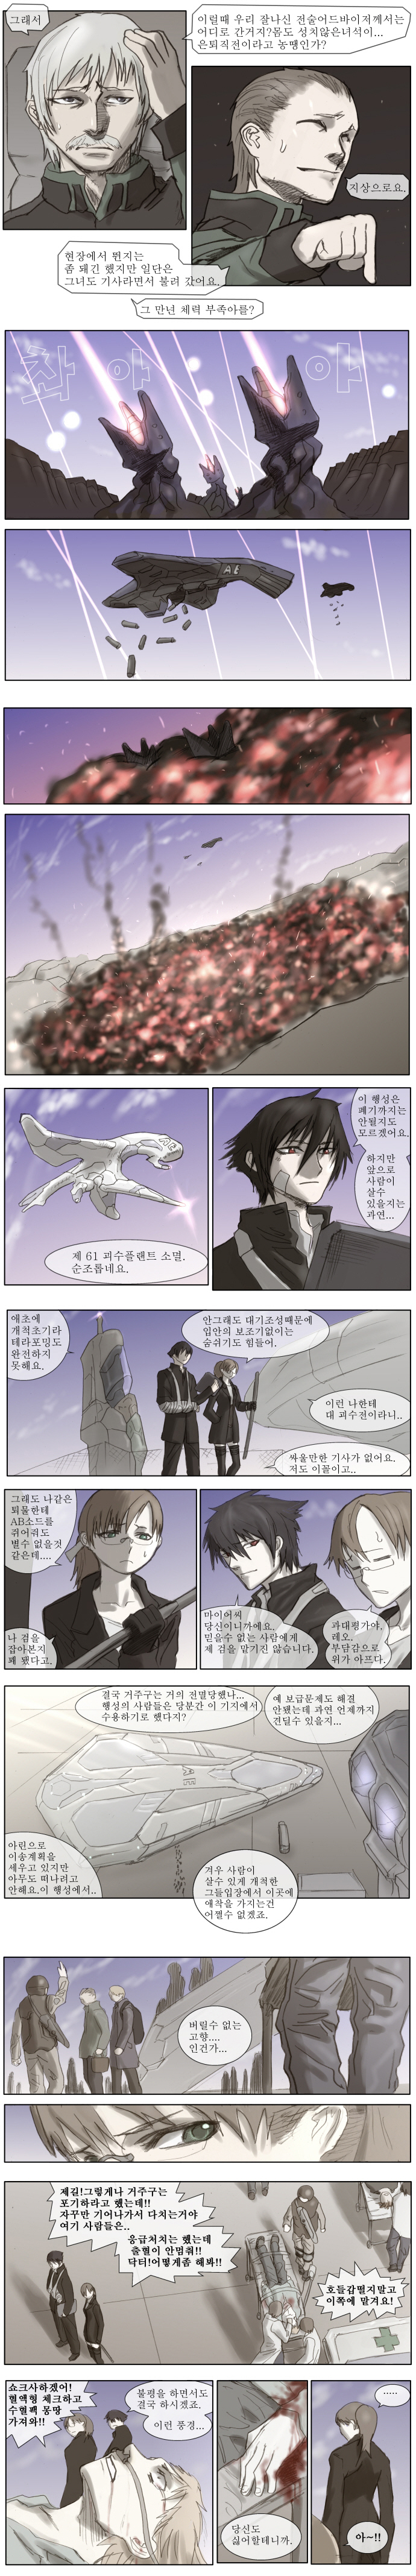 그래서
이럴때 우리 잘나신 전술어드바이저께서는
어디로 간거지?몸도 성치않은녀석이...
은퇴직전이라고 농땡인가?
지상으로요.
현장에서 뛴지는
좀 돼긴 했지만 일단은
그녀도 기사라면서 불려 갔어요.
그 만년 체력 부족아를?
촤 아 아
AE
제 61 괴수플랜트 소멸.
순조롭네요.
이 행성은
폐기까지는
안될지도
모르겠어요.
하지만
앞으로
사람이
살수
있을지는
과연...
애초에
개척초기라
테라포밍도
완전하지
못해요.
안그래도 대기조성때문에
입안의 보조기없이는
숨쉬기도 힘들어.
이런 나한테
대 괴수전이라니..
싸울만한 기사가 없어요.
저도 이꼴이고..
그래도 나같은
퇴물한테
AB소드를
쥐어줘도
별수 없을것
같은데....
나 검을
잡아본지
꽤 됐다고.
마이어씨
당신이니까에요.
믿을수 없는 사람에게
제 검을 맡기진 않습니다.
과대평가야.
레오.
부담감으로
위가 아프다.
결국 거주구는 거의 전멸당했나...
행성의 사람들은 당분간 이 기지에서
수용하기로 했다지?
예 보급문제도 해결
안됐는데 과연 언제까지
견딜수 있을지...
AE
아린으로
이송계획을
세우고 있지만
아무도 떠나려고
안해요.이 행성에서..
겨우 사람이
살수 있게 개척한
그들입장에서 이곳에
애착을 가지는건
어쩔수 없겠죠.
버릴수 없는
고향....
인건가...
제길!그렇게나 거주구는
포기하라고 했는데!!
자꾸만 기어나가서 다치는거야
여기 사람들은..
응급처치는 했는데
출혈이 안멈춰!!
닥터!어떻게좀 해봐!!
호들갑떨지말고
이쪽에 맡겨요!
쇼크사하겠어!
혈액형 체크하고
수혈팩 몽땅
가져와!!
불평을 하면서도
결국 하시겠죠.
이런 풍경...
당신도
싫어할테니까.
.....
아~!!